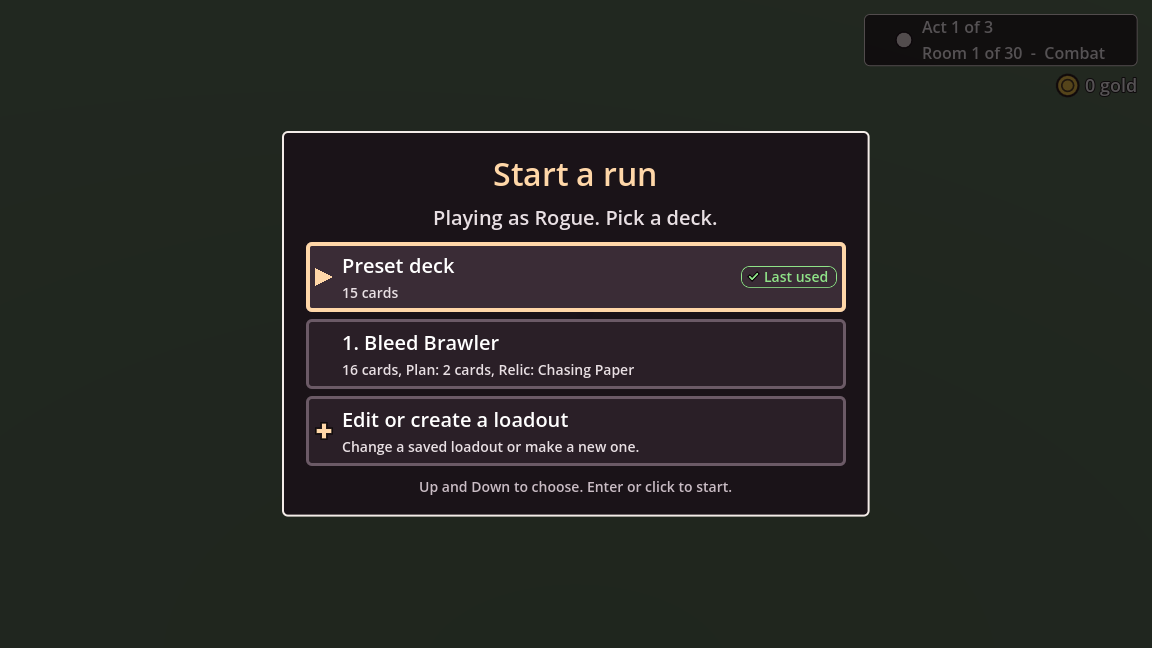 Act 1 of 3
Room 1 of 30 - Combat
0 gold
Start a run
Playing as Rogue. Pick a deck.
Preset deck
15 cards
Last used
1. Bleed Brawler
16 cards, Plan: 2 cards, Relic: Chasing Paper
Edit or create a loadout
Change a saved loadout or make a new one.
Up and Down to choose. Enter or click to start.